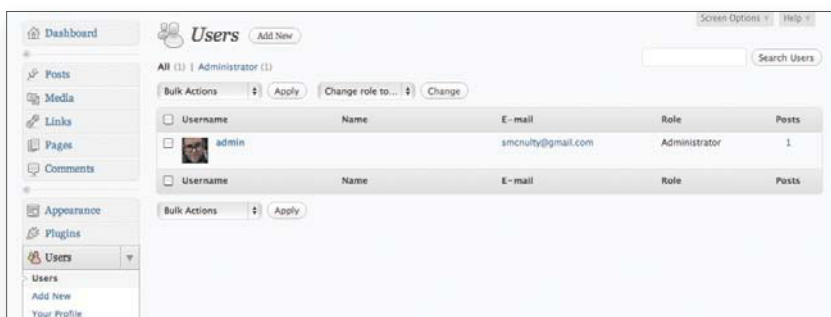 Screen Options
Help
Dashboard
Posts
Media
Links
Pages
Comments
Appearance
Plugins
Users
Users
Add New
Your Profile
Users
Add New
All (1) | Administrator (1)
Search Users
Bulk Actions
Apply
Change role to...
Change
Username Name E-mail Role Posts
admin smcnulty@gmail.com Administrator 1
Username Name E-mail Role Posts
Bulk Actions
Apply